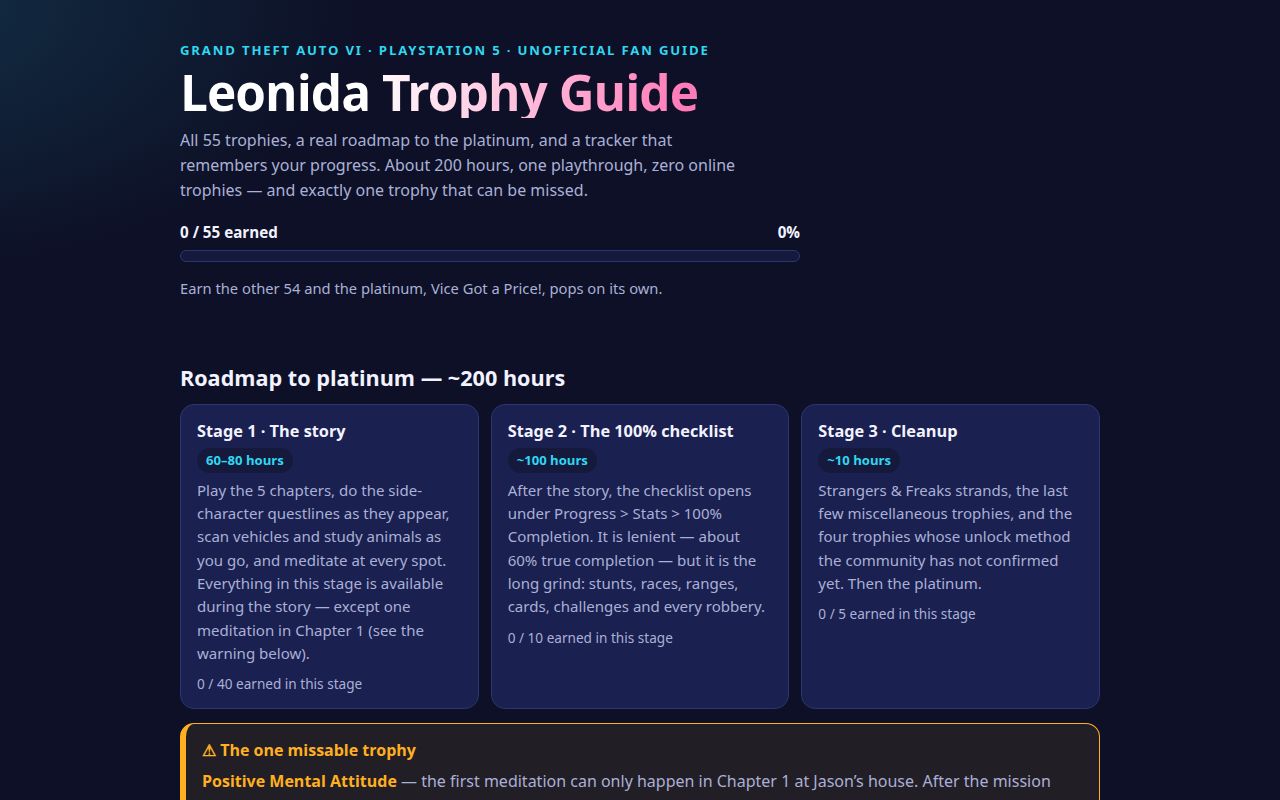 GRAND THEFT AUTO VI · PLAYSTATION 5 · UNOFFICIAL FAN GUIDE
Leonida Trophy Guide
All 55 trophies, a real roadmap to the platinum, and a tracker that
remembers your progress. About 200 hours, one playthrough, zero online
trophies — and exactly one trophy that can be missed.
0 / 55 earned
0%
Earn the other 54 and the platinum, Vice Got a Price!, pops on its own.
Roadmap to platinum — ~200 hours
Stage 1 · The story
60–80 hours
Play the 5 chapters, do the side-
character questlines as they appear,
scan vehicles and study animals as
you go, and meditate at every spot.
Everything in this stage is available
during the story — except one
meditation in Chapter 1 (see the
warning below).
0 / 40 earned in this stage
Stage 2 · The 100% checklist
~100 hours
After the story, the checklist opens
under Progress > Stats > 100%
Completion. It is lenient — about
60% true completion — but it is the
long grind: stunts, races, ranges,
cards, challenges and every robbery.
0 / 10 earned in this stage
Stage 3 · Cleanup
~10 hours
Strangers & Freaks strands, the last
few miscellaneous trophies, and the
four trophies whose unlock method
the community has not confirmed
yet. Then the platinum.
0 / 5 earned in this stage
⚠ The one missable trophy
Positive Mental Attitude — the first meditation can only happen in Chapter 1 at Jason’s house. After the mission